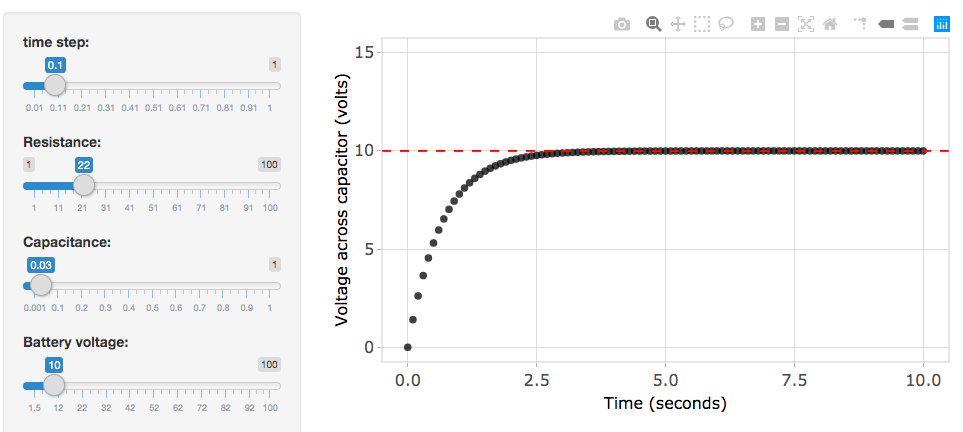 time step:
0.1 1
0.01 0.11 0.21 0.31 0.41 0.51 0.61 0.71 0.81 0.91 1
Resistance:
1 22 100
1 11 21 31 41 51 61 71 81 91 100
Capacitance:
0.03 1
0.001 0.1 0.2 0.3 0.4 0.5 0.6 0.7 0.8 0.9 1
Battery voltage:
10 100
1.5 12 22 32 42 52 62 72 82 92 100
Voltage across capacitor (volts)
15
10
5
0
0.0 2.5 5.0 7.5 10.0
Time (seconds)